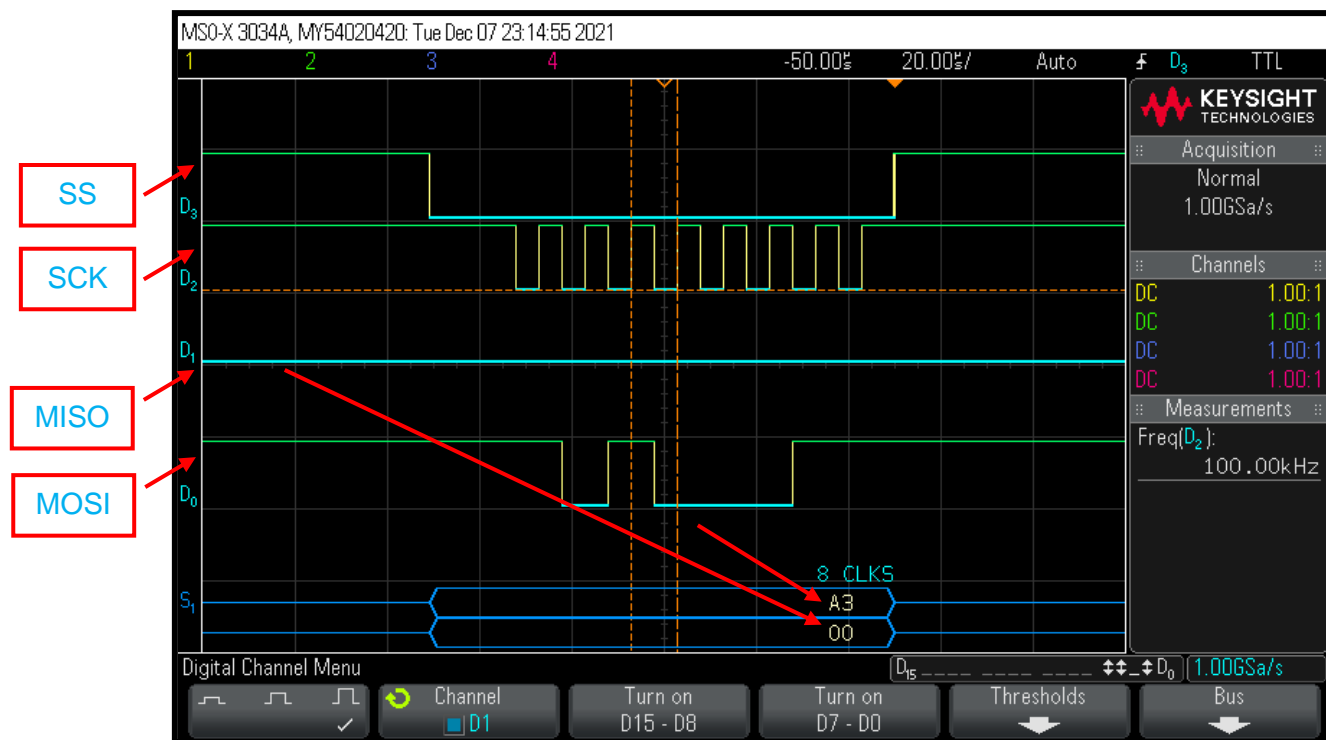 MSO-X 3034A, MY54020420: Tue Dec 07 23:14:55 2021
1 2 3 4 -50.00µs 20.00µs/ Auto D3 TTL
KEYSIGHT
TECHNOLOGIES
Acquisition
Normal
1.00GSa/s
Channels
DC 1.00:1
DC 1.00:1
DC 1.00:1
DC 1.00:1
Measurements
Freq(D2):
100.00kHz
SS
D3
SCK
D2
D1
MISO
MOSI
D0
8 CLKS
S1
A3
00
Digital Channel Menu
D15 D0 1.00GSa/s
Channel
D1
Turn on
D15 - D8
Turn on
D7 - D0
Thresholds
Bus